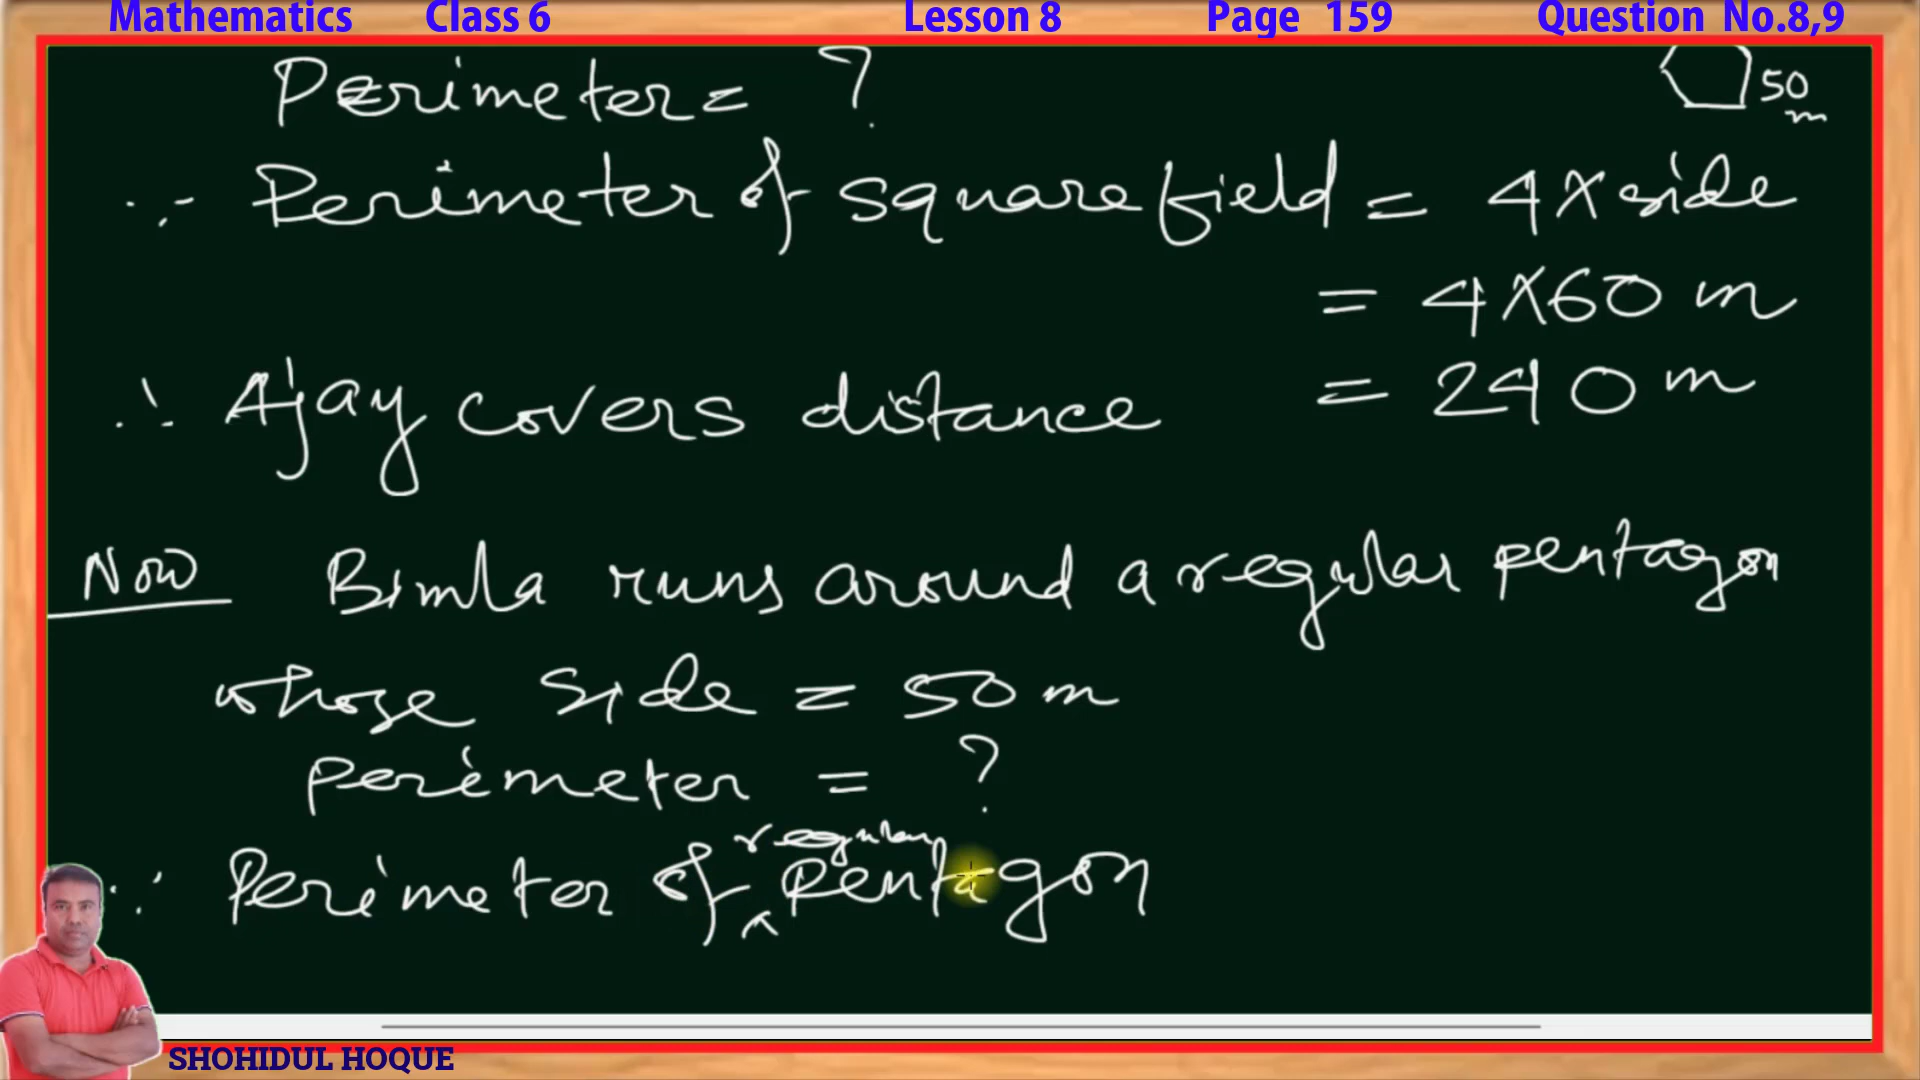 Mathematics Class 6 Lesson 8 Page 159 Question No.8,9
Perimeter = ?
50 m
∵ Perimeter of square field = 4 × side
= 4 × 60 m
∴ Ajay covers distance = 240 m
Now Bimla runs around a regular pentagon
whose side = 50 m
perimeter = ?
∵ Perimeter of regular pentagon
SHOHIDUL HOQUE